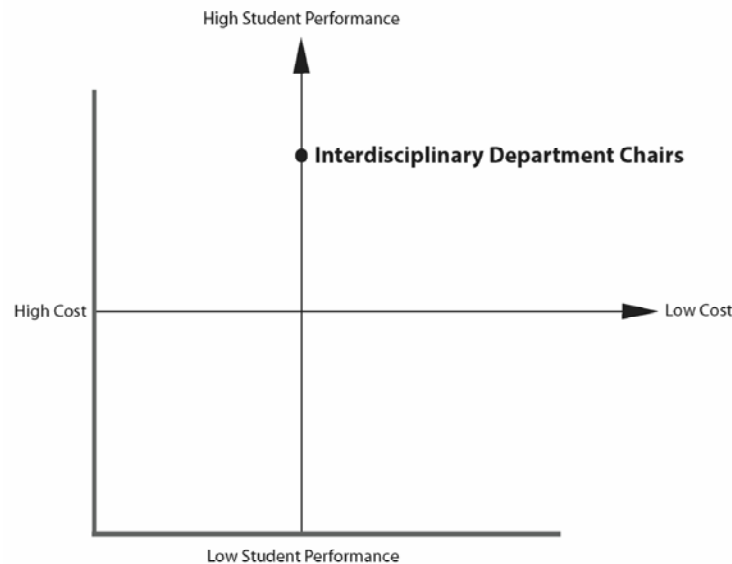 High Student Performance
Interdisciplinary Department Chairs
High Cost
Low Cost
Low Student Performance